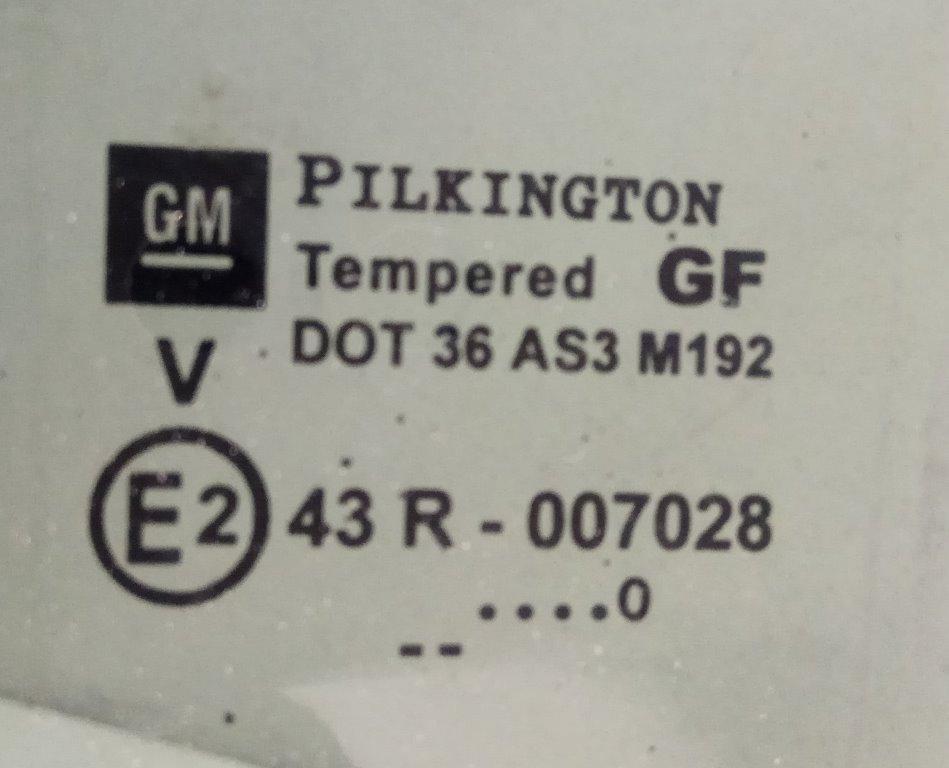 GM PILKINGTON
Tempered GF
V DOT 36 AS3 M192
E2 43 R - 007028
....0
--